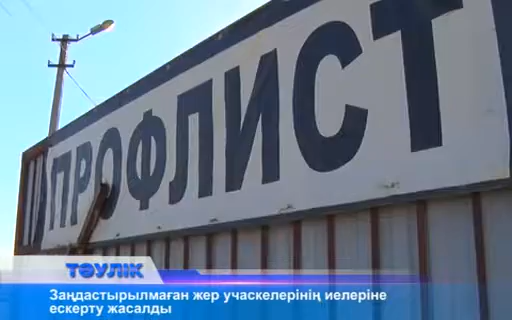 ПРОФЛИСТ
ТӘУЛІК
Заңдастырылмаған жер учаскелерінің иелеріне
ескерту жасалды